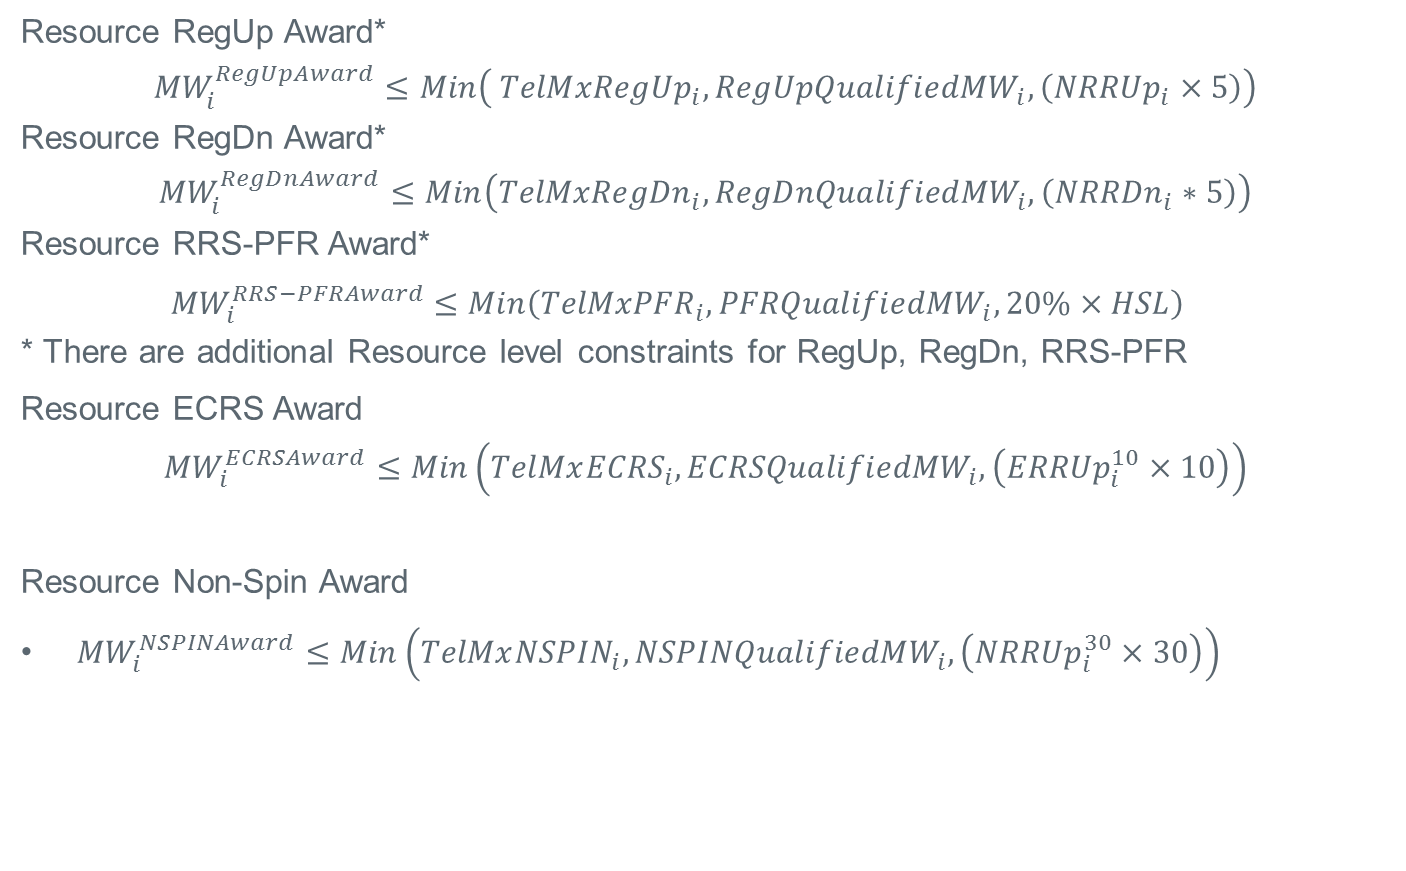 Resource RegUp Award*
MW_i^{RegUpAward} ≤ Min( TelMxRegUp_i, RegUpQualifiedMW_i, (NRRUp_i × 5))
Resource RegDn Award*
MW_i^{RegDnAward} ≤ Min(TelMxRegDn_i, RegDnQualifiedMW_i, (NRRDn_i * 5))
Resource RRS-PFR Award*
MW_i^{RRS-PFRAward} ≤ Min(TelMxPFR_i, PFRQualifiedMW_i, 20% × HSL)
* There are additional Resource level constraints for RegUp, RegDn, RRS-PFR
Resource ECRS Award
MW_i^{ECRSAward} ≤ Min (TelMxECRS_i, ECRSQualifiedMW_i, (ERRUp_i^{10} × 10))
Resource Non-Spin Award
• MW_i^{NSPINAward} ≤ Min (TelMxNSPIN_i, NSPINQualifiedMW_i, (NRRUp_i^{30} × 30))